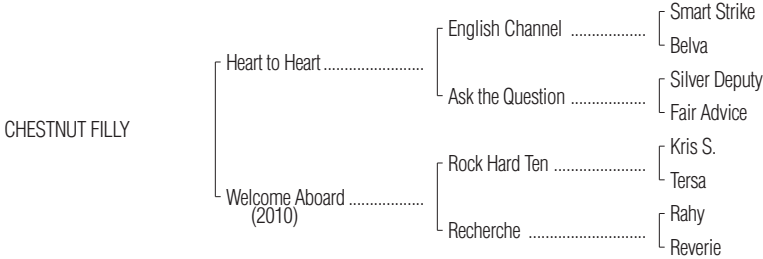 Smart Strike
English Channel ..................
Belva
Heart to Heart ........................
Silver Deputy
Ask the Question ..................
Fair Advice
CHESTNUT FILLY
Kris S.
Rock Hard Ten ......................
Tersa
Welcome Aboard ..................
(2010)
Rahy
Recherche ............................
Reverie